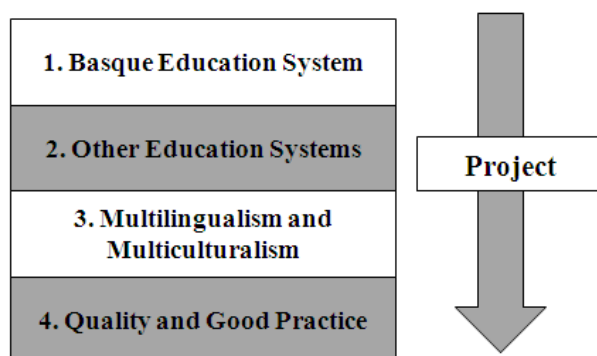 1. Basque Education System
2. Other Education Systems
Project
3. Multilingualism and
Multiculturalism
4. Quality and Good Practice